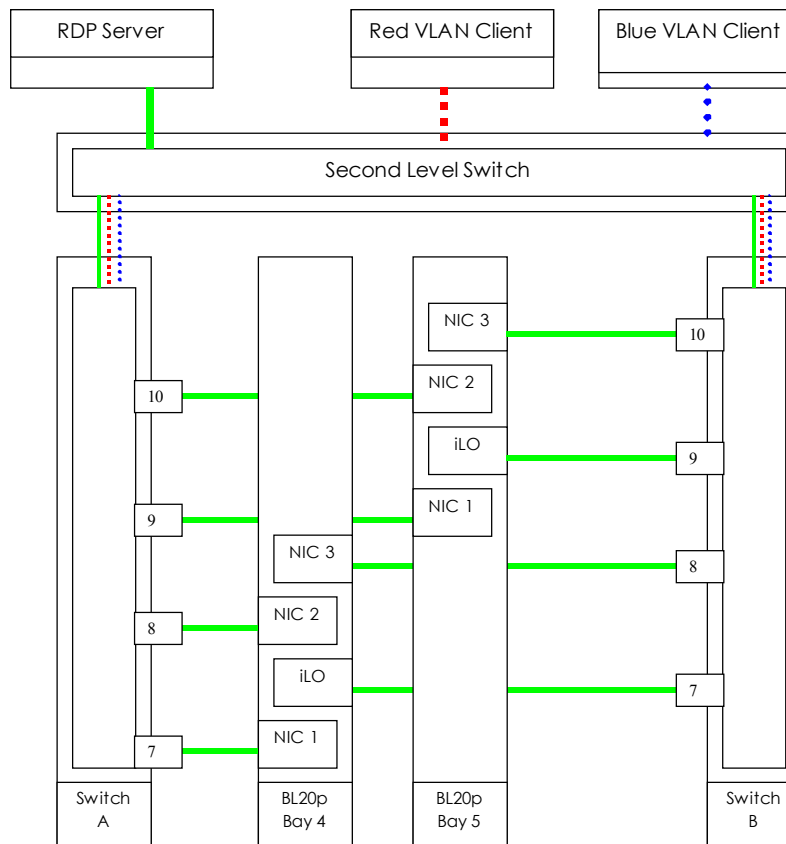 RDP Server
Red VLAN Client
Blue VLAN Client
Second Level Switch
NIC 3
10
NIC 2
10
iLO
9
NIC 1
9
NIC 3
8
NIC 2
8
iLO
7
NIC 1
7
Switch
A
BL20p
Bay 4
BL20p
Bay 5
Switch
B